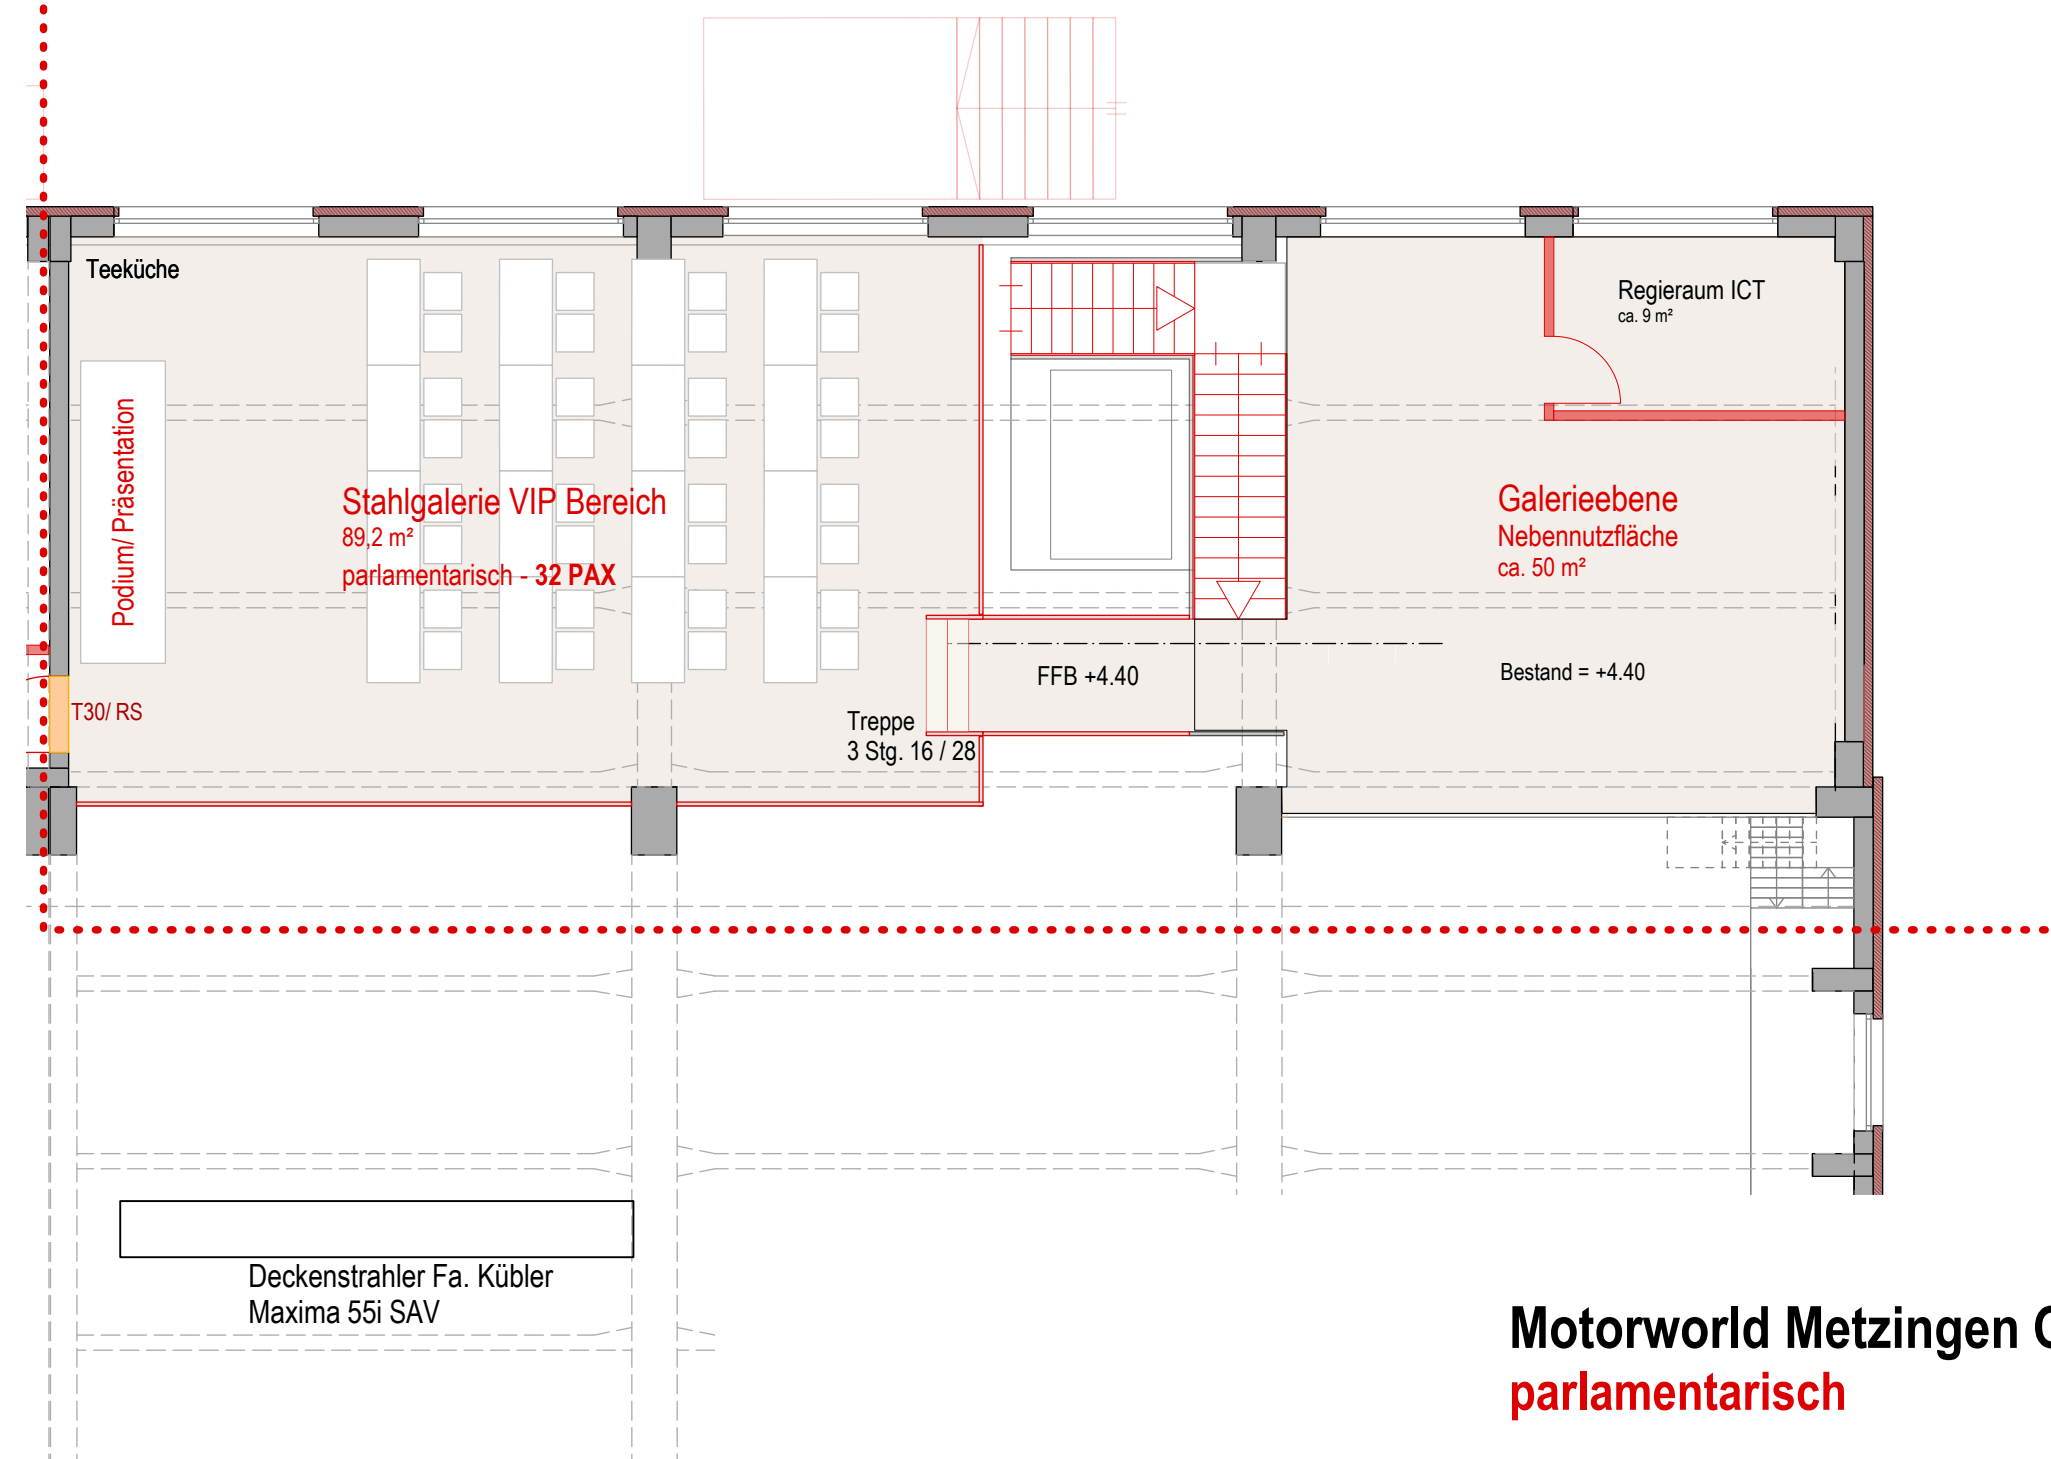 Teeküche
Regieraum ICT
ca. 9 m²
Podium/ Präsentation
Stahlgalerie VIP Bereich
89,2 m²
parlamentarisch - 32 PAX
Galerieebene
Nebennutzfläche
ca. 50 m²
FFB +4.40
Bestand = +4.40
T30/ RS
Treppe
3 Stg. 16 / 28
Deckenstrahler Fa. Kübler
Maxima 55i SAV
Motorworld Metzingen
parlamentarisch